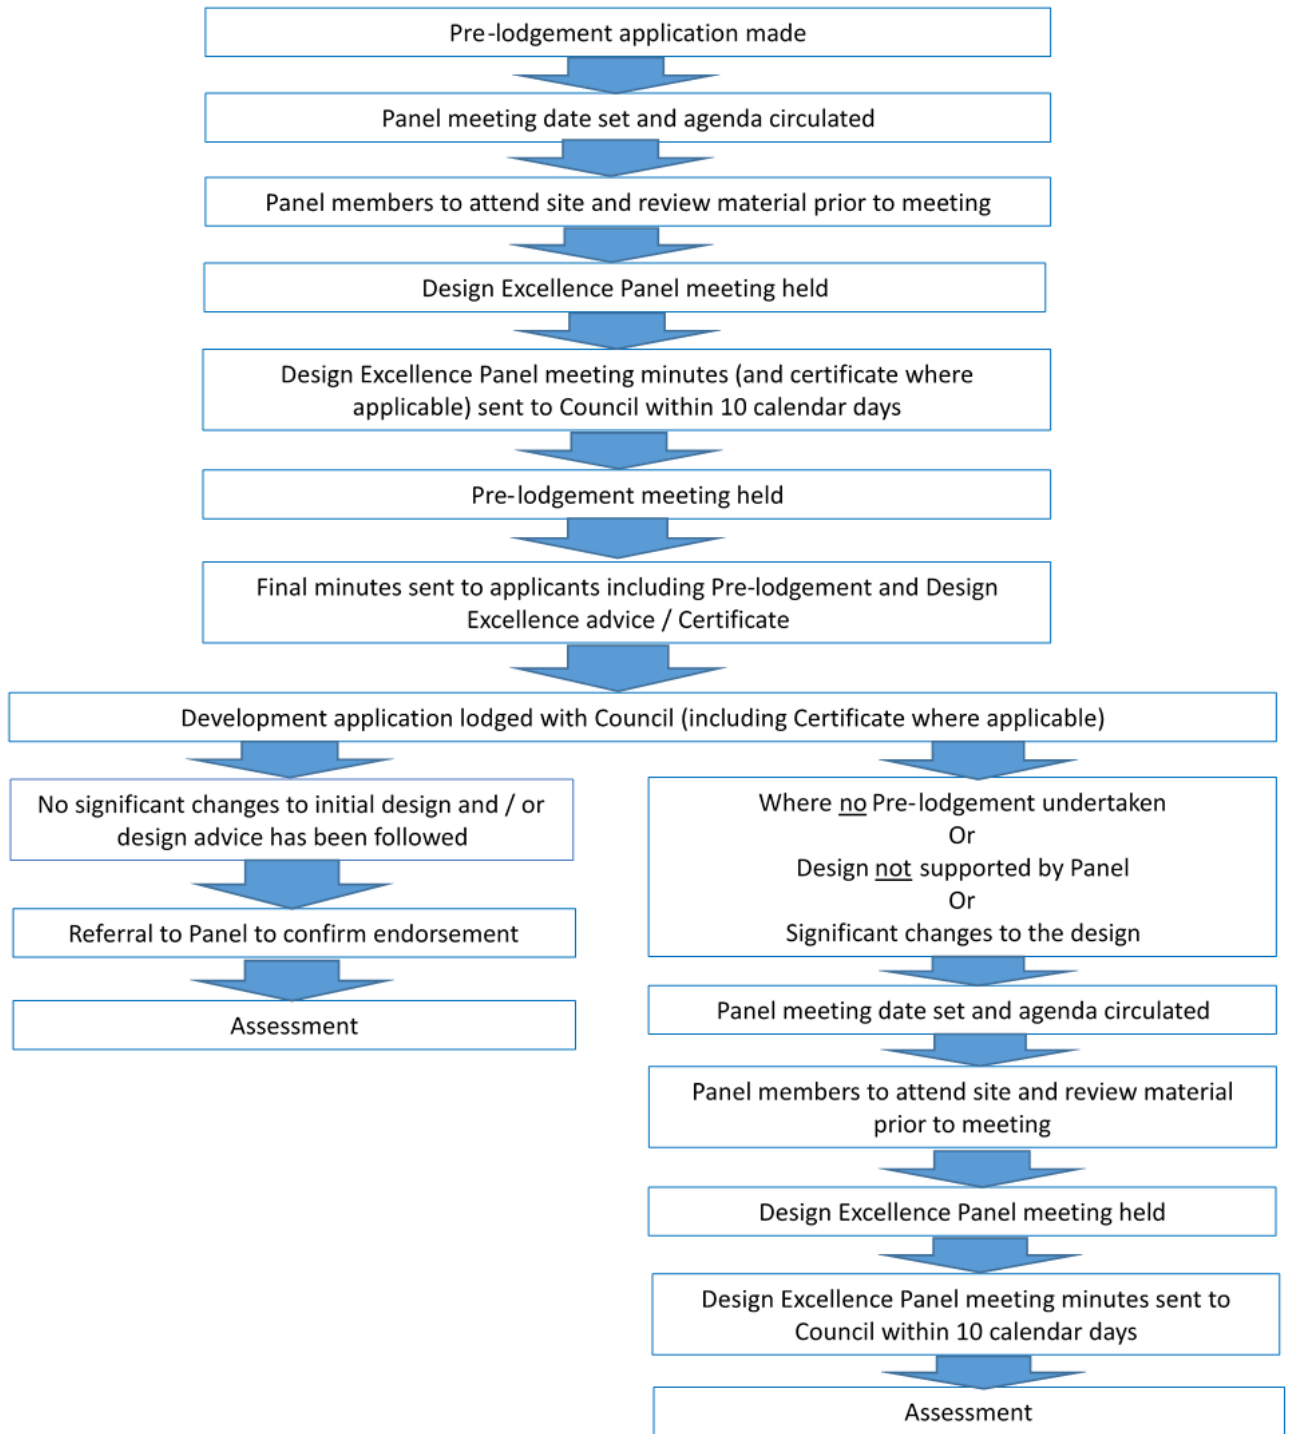 Pre-lodgement application made
Panel meeting date set and agenda circulated
Panel members to attend site and review material prior to meeting
Design Excellence Panel meeting held
Design Excellence Panel meeting minutes (and certificate where
applicable) sent to Council within 10 calendar days
Pre-lodgement meeting held
Final minutes sent to applicants including Pre-lodgement and Design
Excellence advice / Certificate
Development application lodged with Council (including Certificate where applicable)
No significant changes to initial design and / or
design advice has been followed
Referral to Panel to confirm endorsement
Assessment
Where no Pre-lodgement undertaken
Or
Design not supported by Panel
Or
Significant changes to the design
Panel meeting date set and agenda circulated
Panel members to attend site and review material
prior to meeting
Design Excellence Panel meeting held
Design Excellence Panel meeting minutes sent to
Council within 10 calendar days
Assessment